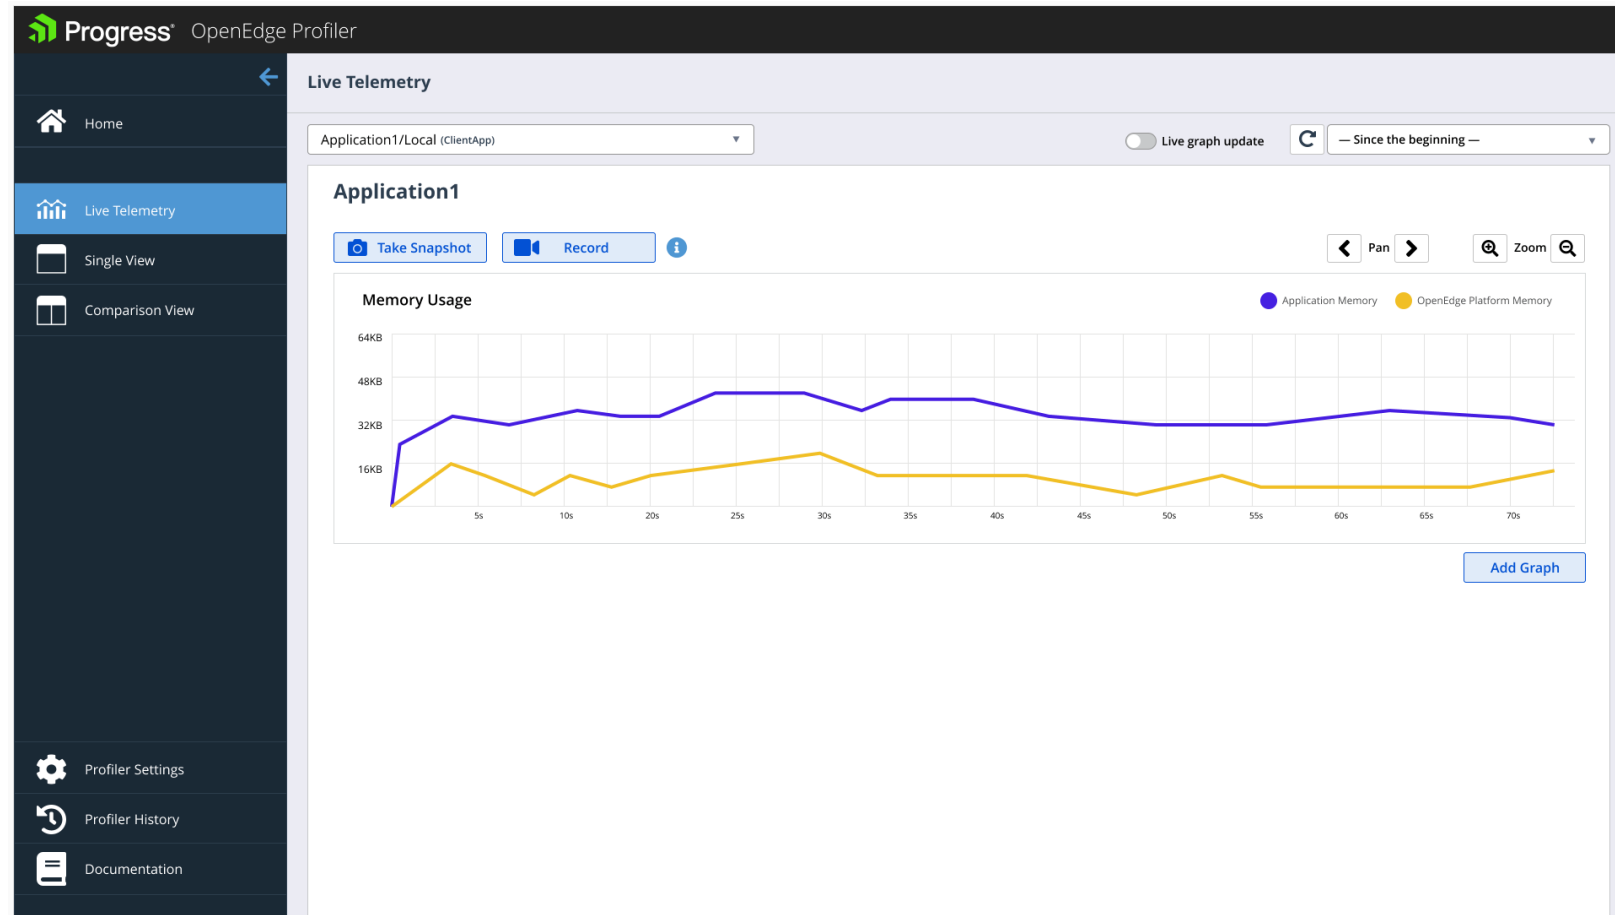 Progress® OpenEdge Profiler
Home
Live Telemetry
Single View
Comparison View
Profiler Settings
Profiler History
Documentation
Live Telemetry
Application1/Local (ClientApp)
Live graph update
— Since the beginning —
Application1
Take Snapshot
Record
Pan
Zoom
Memory Usage
Application Memory
OpenEdge Platform Memory
64KB
48KB
32KB
16KB
5s 10s 20s 25s 30s 35s 40s 45s 50s 55s 60s 65s 70s
Add Graph